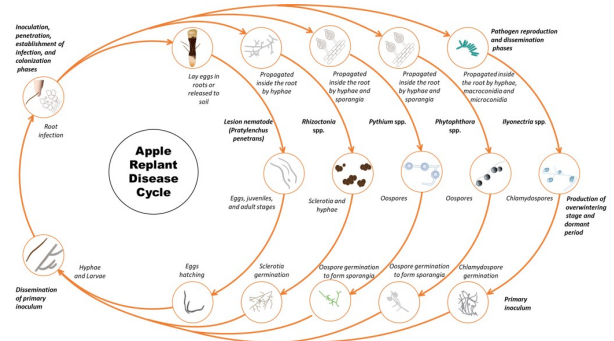 Inoculation,
penetration,
establishment of
infection, and
colonization phases
Root
infection
Lay eggs in
roots or
released to
soil
Propagated
inside the root
by hyphae
Propagated
inside the root
by hyphae and
sporangia
Propagated
inside the root
by hyphae and
sporangia
Pathogen reproduction
and dissemination
phases
Propagated inside
the root by hyphae,
macroconidia and
microconidia
Lesion nematode
(Pratylenchus
penetrans)
Rhizoctonia
spp.
Pythium spp.
Phytophthora
spp.
Ilyonectria spp.
Apple
Replant
Disease
Cycle
Eggs, juveniles,
and adult stages
Sclerotia and
hyphae
Oospores
Oospores
Chlamydospores
Production of
overwintering
stage and
dormant
period
Hyphae
and Larvae
Dissemination
of primary
inoculum
Eggs
hatching
Sclerotia
germination
Oospore germination
to form sporangia
Oospore germination
to form sporangia
Chlamydospore
germination
Primary
inoculum